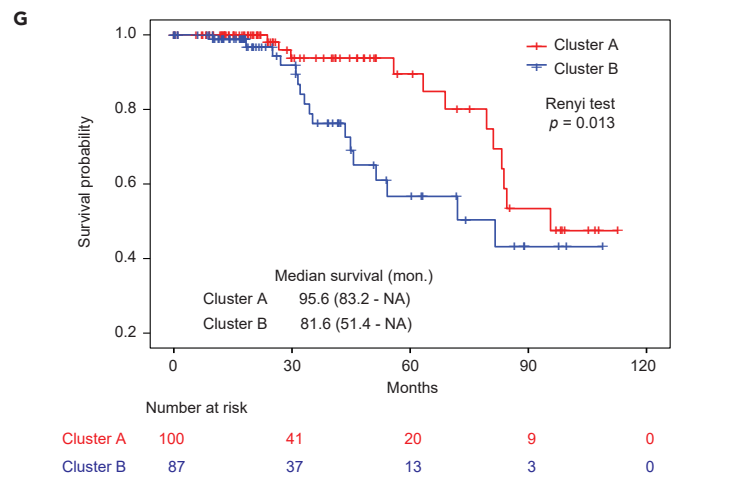 G
1.0
0.8
0.6
0.4
0.2
Survival probability
Cluster A
Cluster B
Renyi test
p = 0.013
Median survival (mon.)
Cluster A 95.6 (83.2 - NA)
Cluster B 81.6 (51.4 - NA)
0 30 60 90 120
Months
Number at risk
Cluster A 100 41 20 9 0
Cluster B 87 37 13 3 0